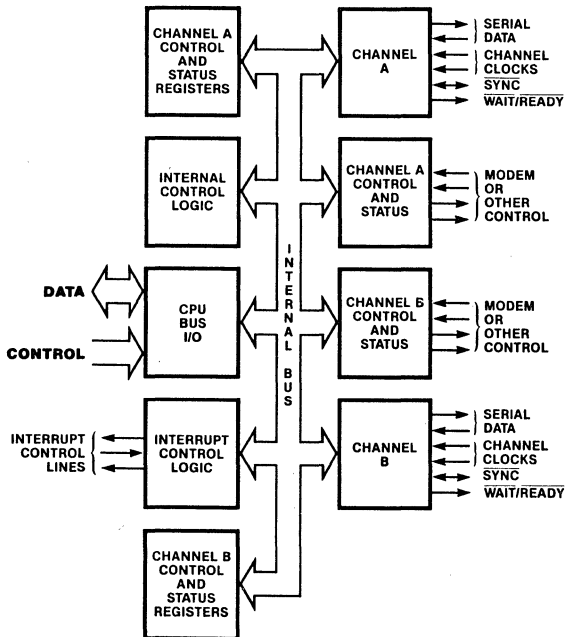 CHANNEL A
CONTROL
AND
STATUS
REGISTERS
CHANNEL
A
SERIAL
DATA
CHANNEL
CLOCKS
SYNC
WAIT/READY
INTERNAL
CONTROL
LOGIC
CHANNEL A
CONTROL
AND
STATUS
MODEM
OR
OTHER
CONTROL
INTERNAL BUS
DATA
CONTROL
CPU
BUS
I/O
CHANNEL B
CONTROL
AND
STATUS
MODEM
OR
OTHER
CONTROL
INTERRUPT
CONTROL
LINES
INTERRUPT
CONTROL
LOGIC
CHANNEL
B
SERIAL
DATA
CHANNEL
CLOCKS
SYNC
WAIT/READY
CHANNEL B
CONTROL
AND
STATUS
REGISTERS